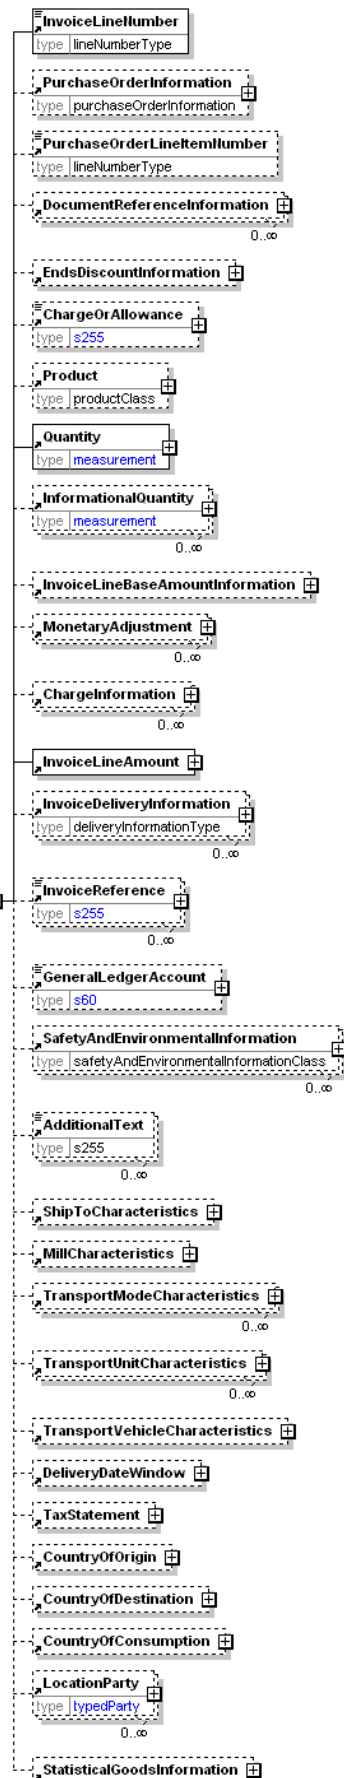 InvoiceLineNumber
type lineNumberType
PurchaseOrderInformation
type purchaseOrderInformation
PurchaseOrderLineItemNumber
type lineNumberType
DocumentReferenceInformation
0..∞
EndsDiscountInformation
ChargeOrAllowance
type s255
Product
type productClass
Quantity
type measurement
InformationalQuantity
type measurement
0..∞
InvoiceLineBaseAmountInformation
MonetaryAdjustment
0..∞
ChargeInformation
0..∞
InvoiceLineAmount
InvoiceDeliveryInformation
type deliveryInformationType
0..∞
InvoiceReference
type s255
0..∞
GeneralLedgerAccount
type s60
SafetyAndEnvironmentalInformation
type safetyAndEnvironmentalInformationClass
0..∞
AdditionalText
type s255
0..∞
ShipToCharacteristics
MillCharacteristics
TransportModeCharacteristics
0..∞
TransportUnitCharacteristics
0..∞
TransportVehicleCharacteristics
DeliveryDateWindow
TaxStatement
CountryOfOrigin
CountryOfDestination
CountryOfConsumption
LocationParty
type typedParty
0..∞
StatisticalGoodsInformation